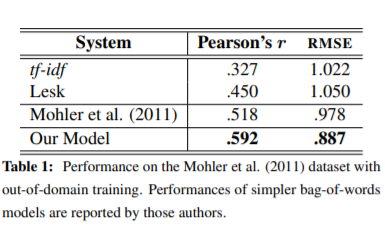 System Pearson's r RMSE
tf-idf .327 1.022
Lesk .450 1.050
Mohler et al. (2011) .518 .978
Our Model .592 .887
Table 1: Performance on the Mohler et al. (2011) dataset with
out-of-domain training. Performances of simpler bag-of-words
models are reported by those authors.